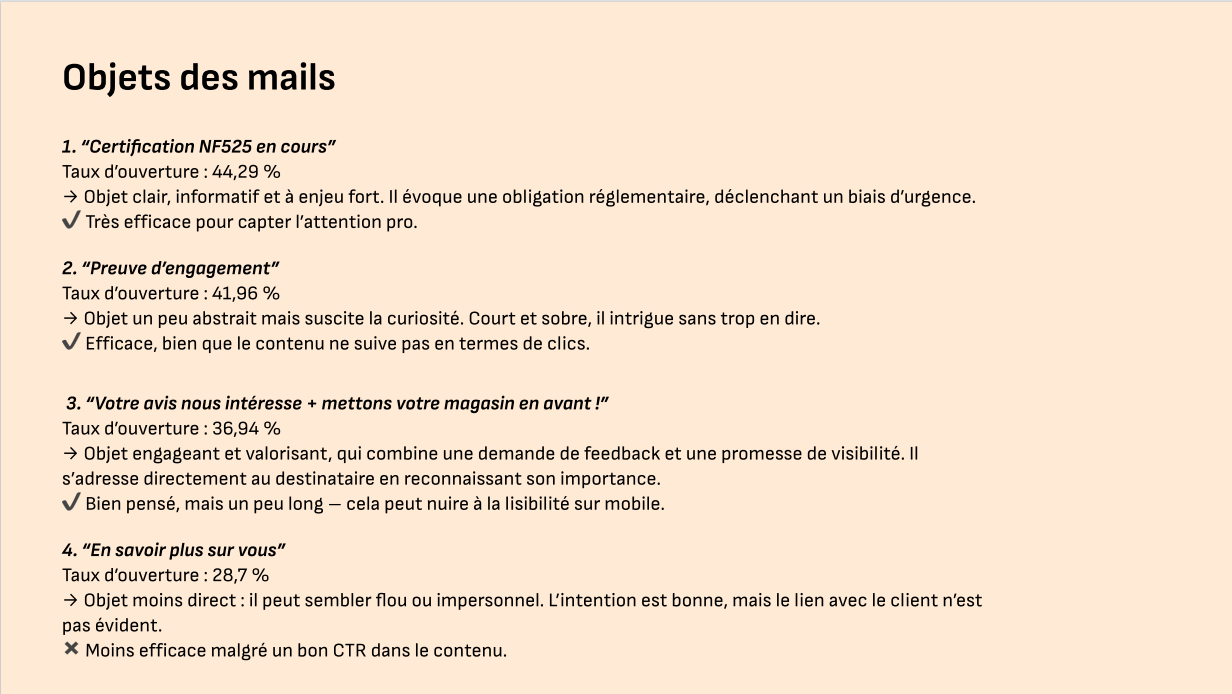 Objets des mails
1. “Certification NF525 en cours”
Taux d’ouverture : 44,29 %
→ Objet clair, informatif et à enjeu fort. Il évoque une obligation réglementaire, déclenchant un biais d’urgence.
✔ Très efficace pour capter l’attention pro.
2. “Preuve d’engagement”
Taux d’ouverture : 41,96 %
→ Objet un peu abstrait mais suscite la curiosité. Court et sobre, il intrigue sans trop en dire.
✔ Efficace, bien que le contenu ne suive pas en termes de clics.
3. “Votre avis nous intéresse + mettons votre magasin en avant !”
Taux d’ouverture : 36,94 %
→ Objet engageant et valorisant, qui combine une demande de feedback et une promesse de visibilité. Il
s’adresse directement au destinataire en reconnaissant son importance.
✔ Bien pensé, mais un peu long – cela peut nuire à la lisibilité sur mobile.
4. “En savoir plus sur vous”
Taux d’ouverture : 28,7 %
→ Objet moins direct : il peut sembler flou ou impersonnel. L’intention est bonne, mais le lien avec le client n’est
pas évident.
✖ Moins efficace malgré un bon CTR dans le contenu.